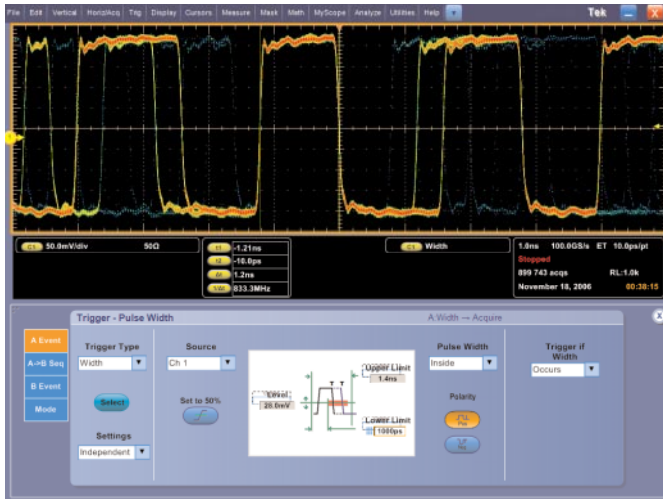 File Edit Vertical Horiz/Acq Trig Display Cursors Measure Mask Math MyScope Analyze Utilities Help Tek X
1
C1 50.0mV/div 50Ω
t1 -1.21ns
t2 -10.0ps
Δt 1.2ns
1/Δt 833.3MHz
C1 Width
1.0ns 100.0GS/s ET 10.0ps/pt
Stopped
899 743 acqs RL:1.0k
November 18, 2006 00:38:15
Trigger - Pulse Width A Width → Acquire X
A Event
A->B Seq
B Event
Mode
Trigger Type
Width
Select
Settings
Independent
Source
Ch 1
Set to 50%
Level
28.0mV
T T
Upper Limit
1.4ns
Lower Limit
1000ps
Pulse Width
Inside
Polarity
Pos
Neg
Trigger if
Width
Occurs